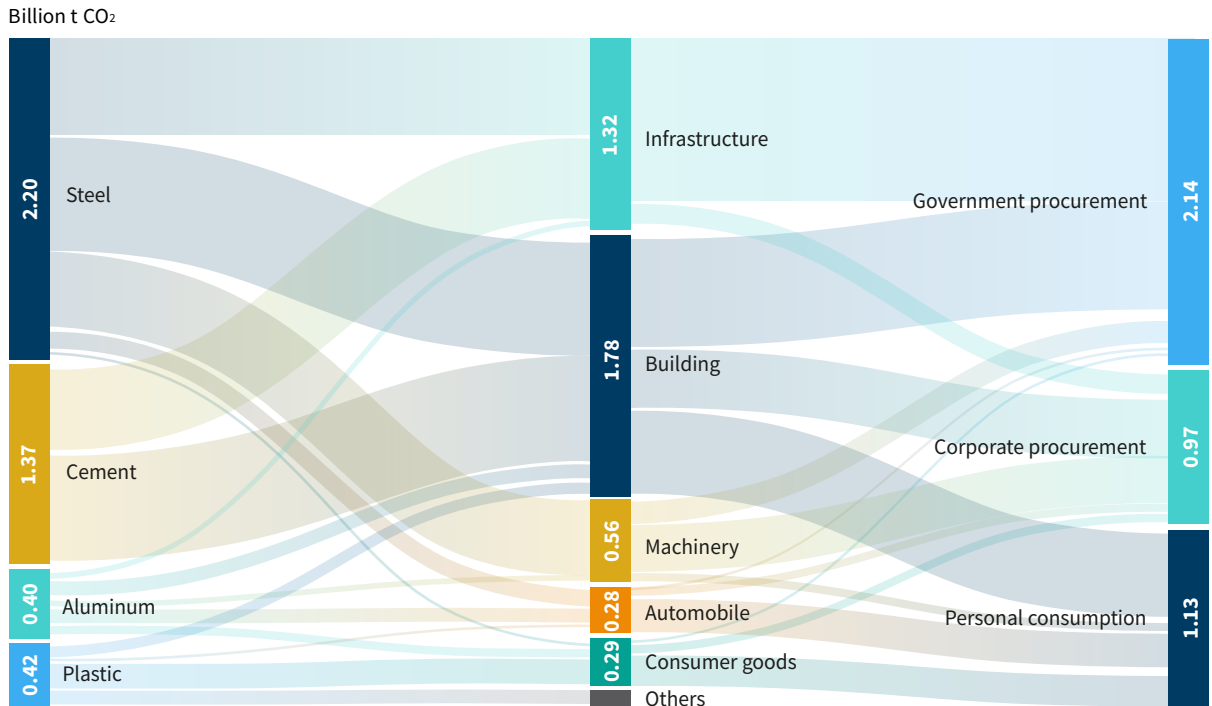 Billion t CO₂
2.20
Steel
1.37
Cement
0.40
Aluminum
0.42
Plastic
1.32
Infrastructure
1.78
Building
0.56
Machinery
0.28
Automobile
0.29
Consumer goods
Others
Government procurement
2.14
Corporate procurement
0.97
Personal consumption
1.13